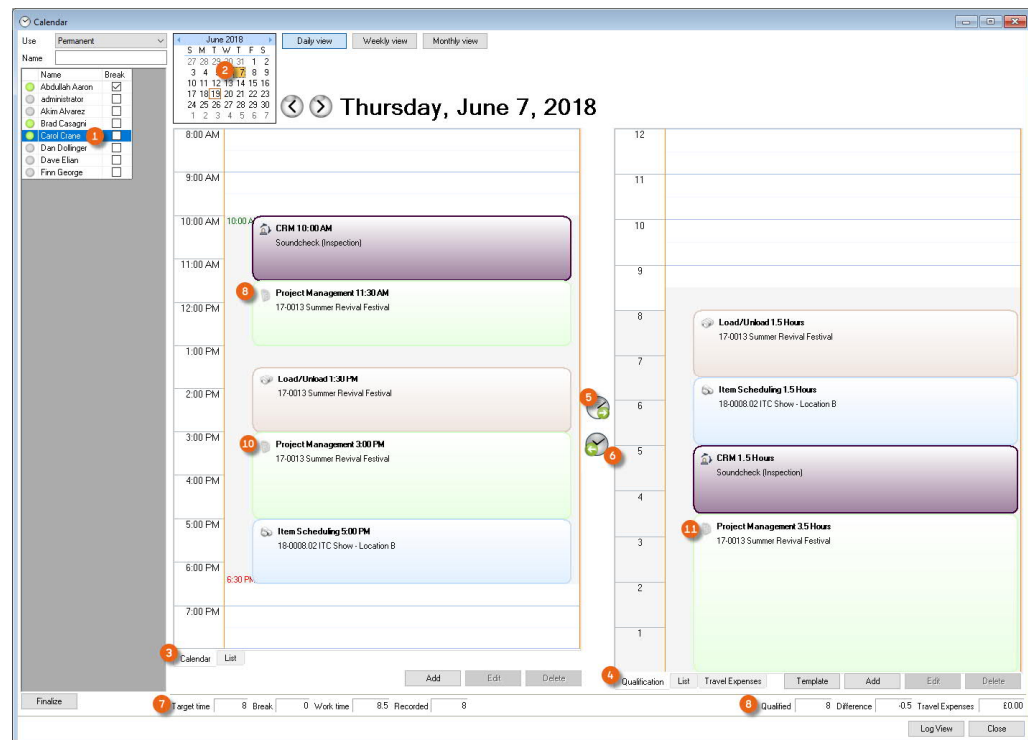 Calendar
Use Permanent
Name
Name Break
Abdullah Aaron
administrator
Akim Alvarez
Brad Casagni
Carol Crane 1
Dan Dollinger
Dave Elian
Finn George
June 2018
S M T W T F S
27 28 29 30 31 1 2
3 4 2 7 8 9
10 11 12 13 14 15 16
17 18 19 20 21 22 23
24 25 26 27 28 29 30
1 2 3 4 5 6 7
Daily view Weekly view Monthly view
Thursday, June 7, 2018
8:00 AM
9:00 AM
10:00 AM 10:00 A
CRM 10:00 AM
Soundcheck (Inspection)
11:00 AM
8 Project Management 11:30 AM
17-0013 Summer Revival Festival
12:00 PM
1:00 PM
Load/Unload 1:30 PM
17-0013 Summer Revival Festival
2:00 PM
3:00 PM
10 Project Management 3:00 PM
17-0013 Summer Revival Festival
4:00 PM
5:00 PM
Item Scheduling 5:00 PM
18-0008.02 ITC Show - Location B
6:00 PM
6:30 PM
7:00 PM
3 Calendar List
Add Edit Delete
5
6
12
11
10
9
8
Load/Unload 1.5 Hours
17-0013 Summer Revival Festival
7
Item Scheduling 1.5 Hours
18-0008.02 ITC Show - Location B
6
5
CRM 1.5 Hours
Soundcheck (Inspection)
4
11 Project Management 3.5 Hours
17-0013 Summer Revival Festival
3
2
1
4 Qualification List Travel Expenses Template Add Edit Delete
Finalize
7 Target time 8 Break 0 Work time 8.5 Recorded 8
8 Qualified 8 Difference -0.5 Travel Expenses £0.00
Log View Close